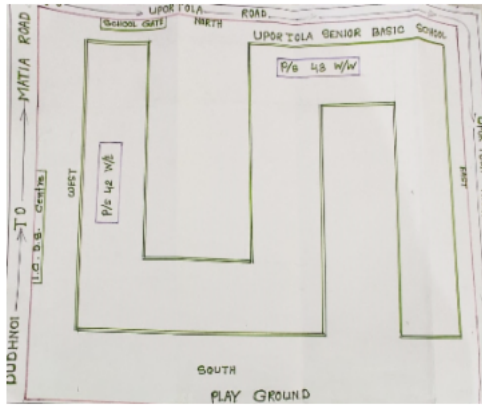 UPORTOLA ROAD.
SCHOOL GATE
NORTH
UPORTOLA SENIOR BASIC SCHOOL
P/S 48 W/W
MATIA ROAD
TO
DUDHNOI
I.C.D.S. Centre
WEST
P/S 42
EAST
SOUTH
PLAY GROUND